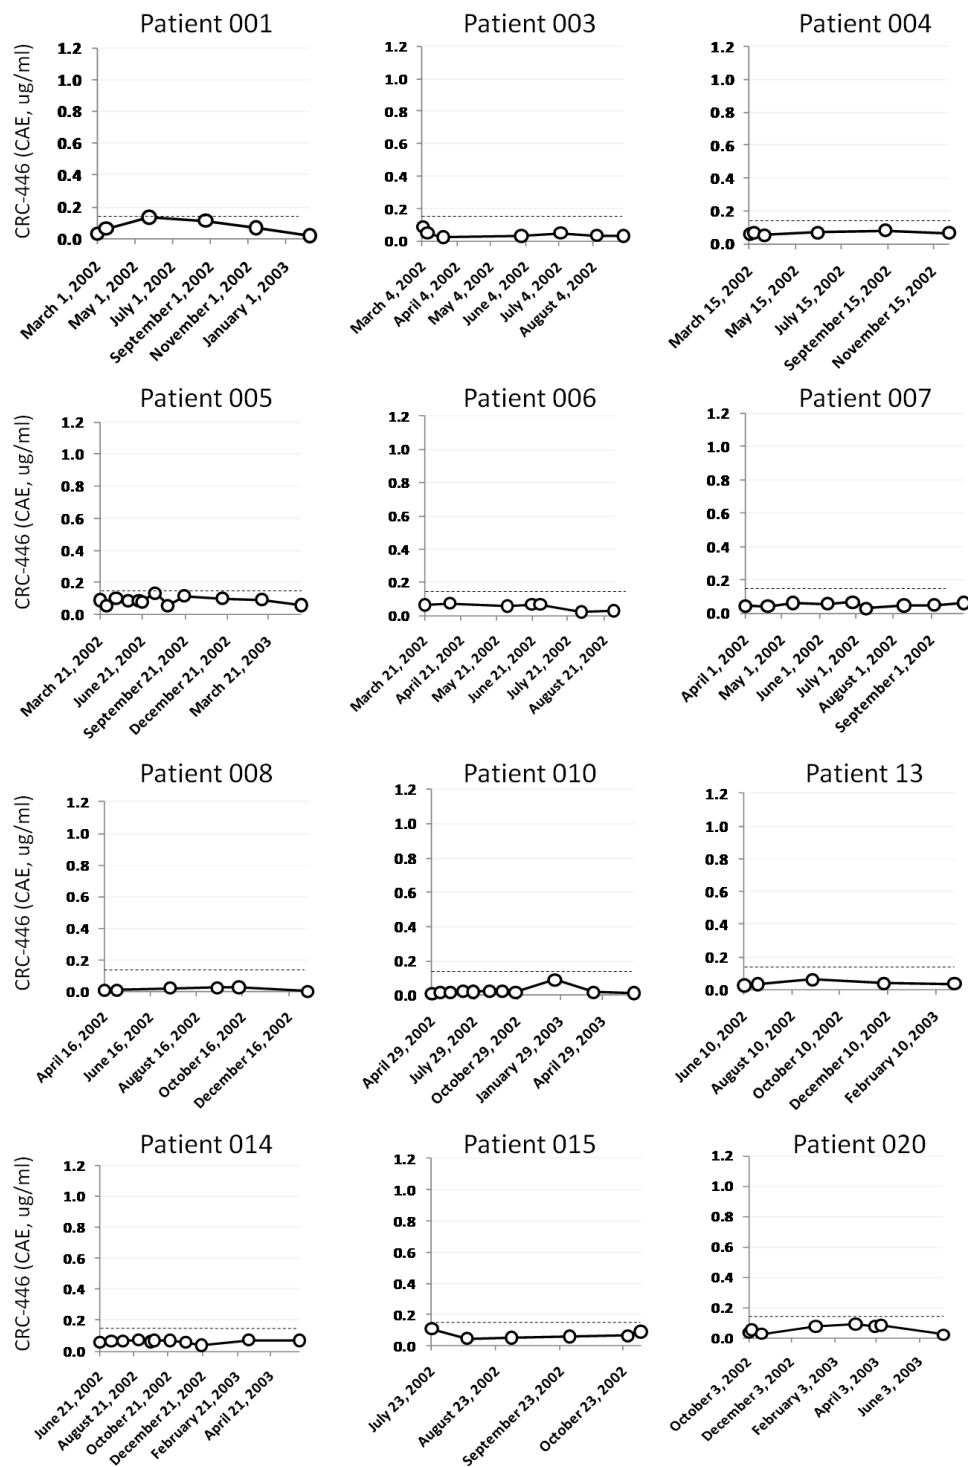 Patient 001
Patient 003
Patient 004
CRC-446 (CAE, ug/ml)
1.2
1.0
0.8
0.6
0.4
0.2
0.0
March 1, 2002
May 1, 2002
July 1, 2002
September 1, 2002
November 1, 2002
January 1, 2003
1.2
1.0
0.8
0.6
0.4
0.2
0.0
March 4, 2002
April 4, 2002
May 4, 2002
June 4, 2002
July 4, 2002
August 4, 2002
1.2
1.0
0.8
0.6
0.4
0.2
0.0
March 15, 2002
May 15, 2002
July 15, 2002
September 15, 2002
November 15, 2002
Patient 005
Patient 006
Patient 007
CRC-446 (CAE, ug/ml)
1.2
1.0
0.8
0.6
0.4
0.2
0.0
March 21, 2002
June 21, 2002
September 21, 2002
December 21, 2002
March 21, 2003
1.2
1.0
0.8
0.6
0.4
0.2
0.0
March 21, 2002
April 21, 2002
May 21, 2002
June 21, 2002
July 21, 2002
August 21, 2002
1.2
1.0
0.8
0.6
0.4
0.2
0.0
April 1, 2002
May 1, 2002
June 1, 2002
July 1, 2002
August 1, 2002
September 1, 2002
Patient 008
Patient 010
Patient 13
CRC-446 (CAE, ug/ml)
1.2
1.0
0.8
0.6
0.4
0.2
0.0
April 16, 2002
June 16, 2002
August 16, 2002
October 16, 2002
December 16, 2002
1.2
1.0
0.8
0.6
0.4
0.2
0.0
April 29, 2002
July 29, 2002
October 29, 2002
January 29, 2003
April 29, 2003
1.2
1.0
0.8
0.6
0.4
0.2
0.0
June 10, 2002
August 10, 2002
October 10, 2002
December 10, 2002
February 10, 2003
Patient 014
Patient 015
Patient 020
CRC-446 (CAE, ug/ml)
1.2
1.0
0.8
0.6
0.4
0.2
0.0
June 21, 2002
August 21, 2002
October 21, 2002
December 21, 2002
February 21, 2003
April 21, 2003
1.2
1.0
0.8
0.6
0.4
0.2
0.0
July 23, 2002
August 23, 2002
September 23, 2002
October 23, 2002
1.2
1.0
0.8
0.6
0.4
0.2
0.0
October 3, 2002
December 3, 2002
February 3, 2003
April 3, 2003
June 3, 2003